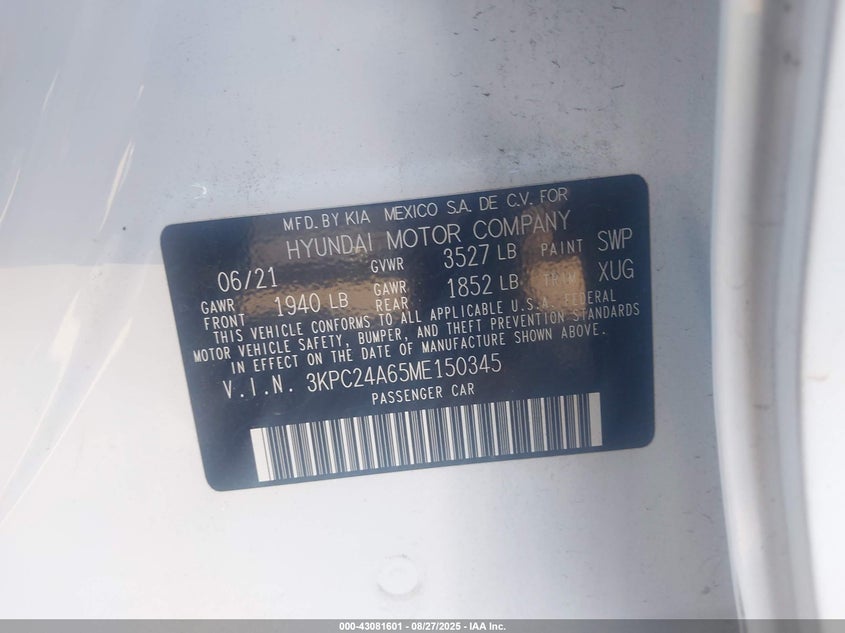 MFD. BY KIA MEXICO S.A. DE C.V. FOR
HYUNDAI MOTOR COMPANY
06/21 GVWR 3527 LB PAINT SWP
GAWR FRONT 1940 LB GAWR REAR 1852 LB TRIM XUG
THIS VEHICLE CONFORMS TO ALL APPLICABLE U.S.A. FEDERAL
MOTOR VEHICLE SAFETY, BUMPER, AND THEFT PREVENTION STANDARDS
IN EFFECT ON THE DATE OF MANUFACTURE SHOWN ABOVE.
V.I.N. 3KPC24A65ME150345
PASSENGER CAR
000-43081601 - 08/27/2025 - IAA Inc.